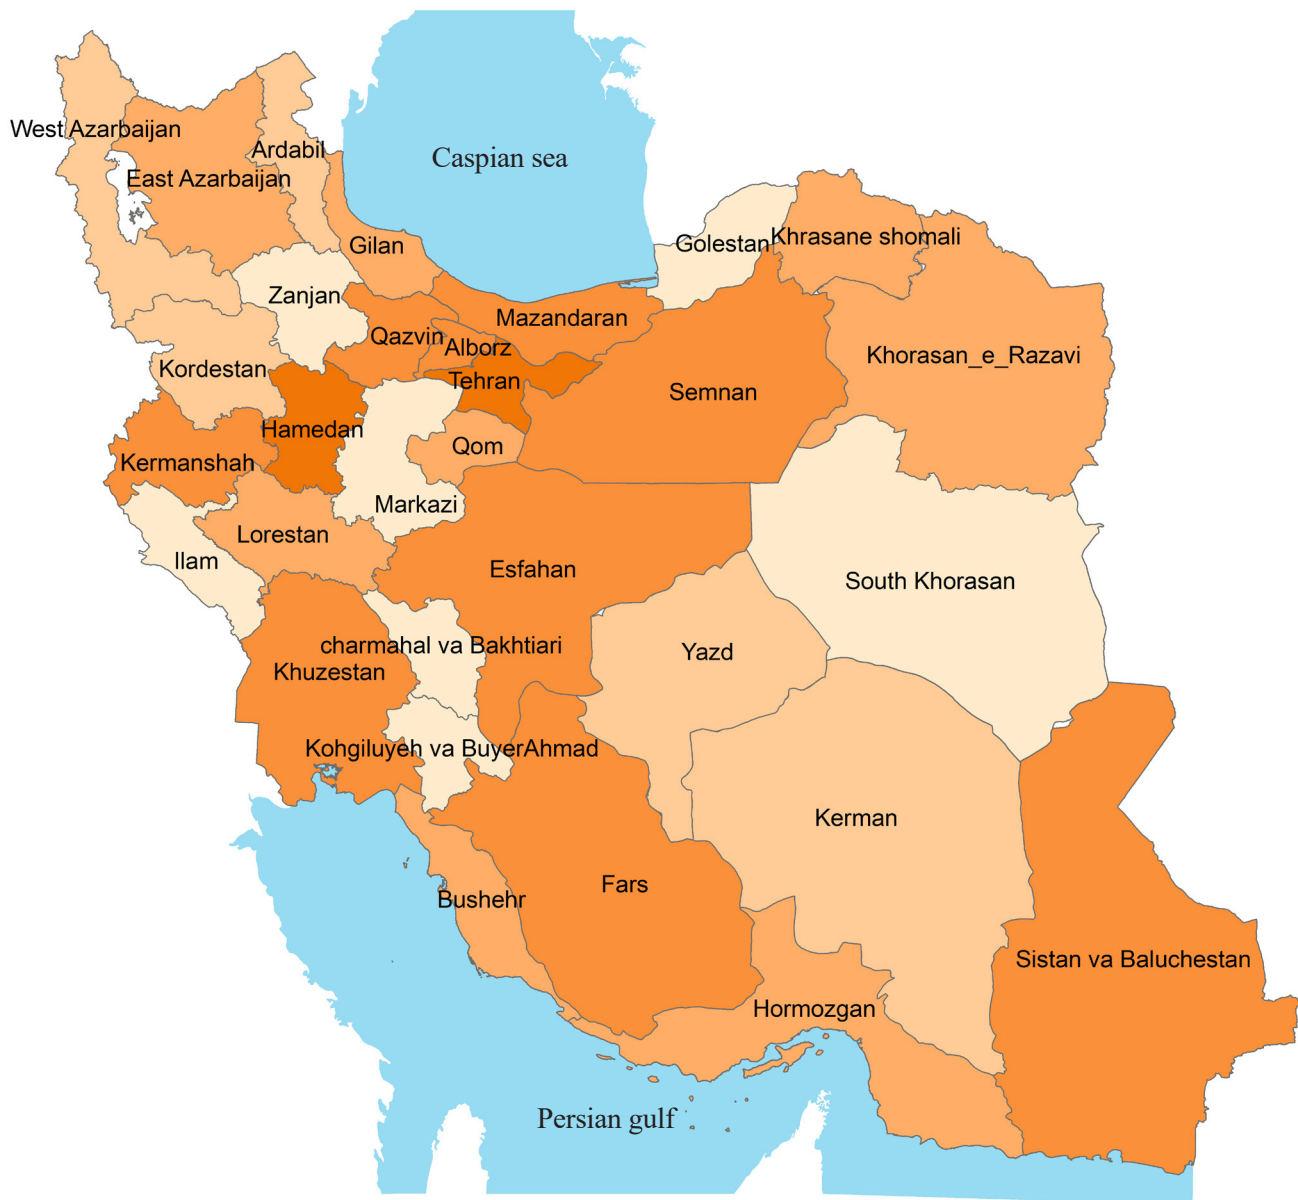 West Azarbaijan
Ardabil
Caspian sea
East Azarbaijan
Gilan
Golestan
Khrasane shomali
Zanjan
Mazandaran
Qazvin
Alborz
Khorasan_e_Razavi
Kordestan
Tehran
Semnan
Hamedan
Qom
Kermanshah
Markazi
Lorestan
Ilam
Esfahan
South Khorasan
charmahal va Bakhtiari
Yazd
Khuzestan
Kohgiluyeh va BuyerAhmad
Kerman
Fars
Bushehr
Sistan va Baluchestan
Hormozgan
Persian gulf